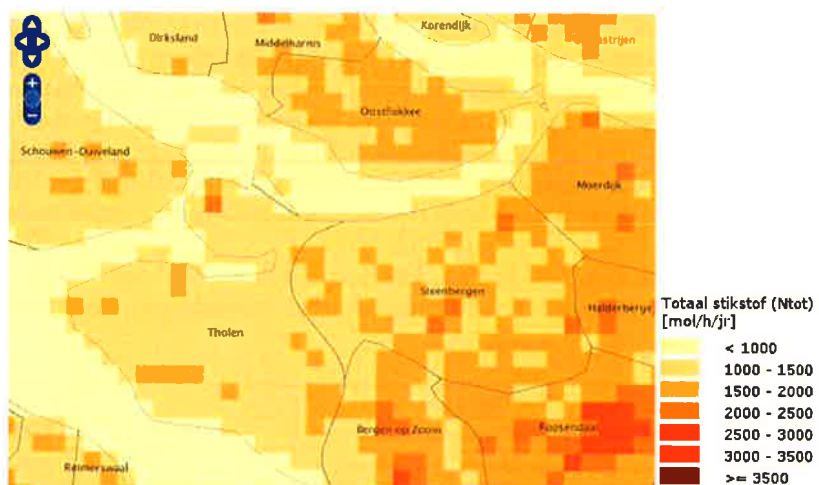 Korendijk
Dirksland
Middelharnis
strijen
Oostflakkee
Schouwen-Duiveland
Moerdijk
Steenbergen
Halderberge
Tholen
Bergen op Zoom
Roosendaal
Reimerswaal
Totaal stikstof (Ntot)
[mol/h/jr]
< 1000
1000 - 1500
1500 - 2000
2000 - 2500
2500 - 3000
3000 - 3500
>= 3500